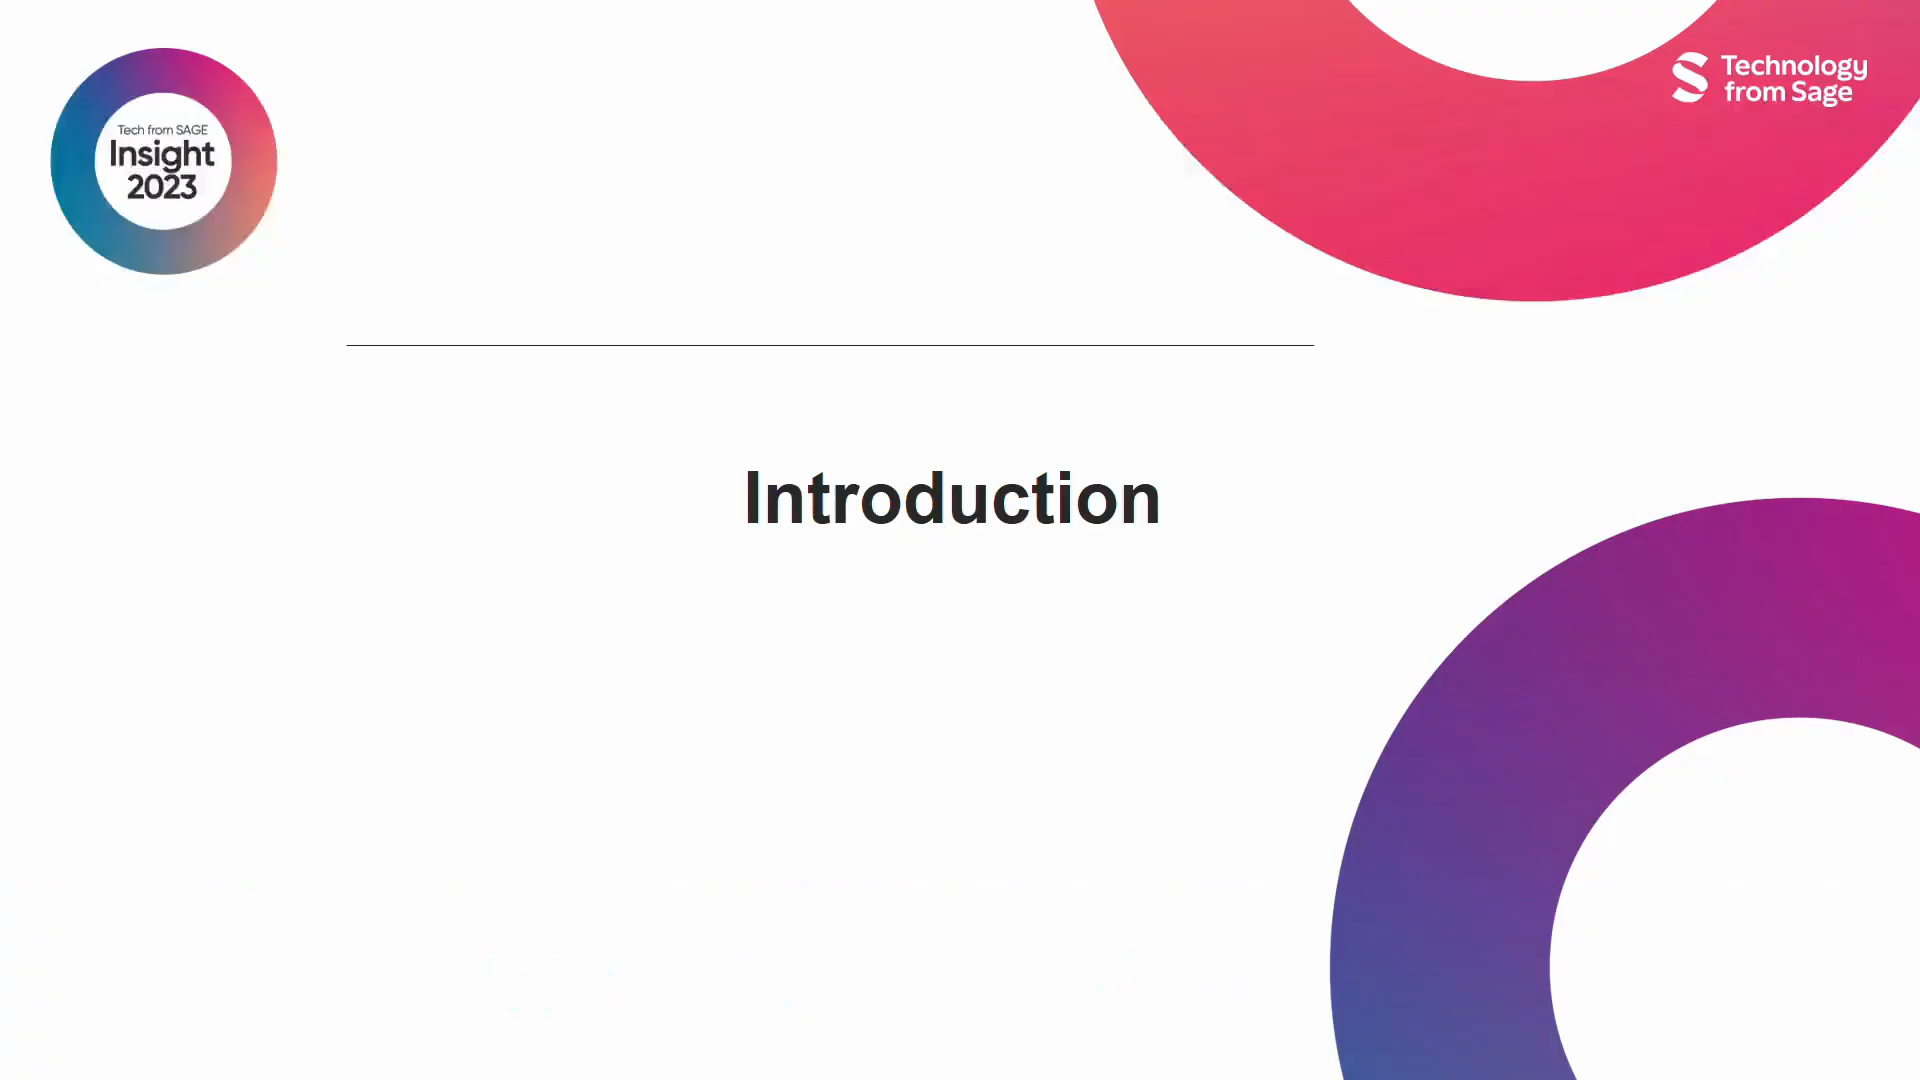 Tech from SAGE
Insight
2023
Technology
from Sage
Introduction